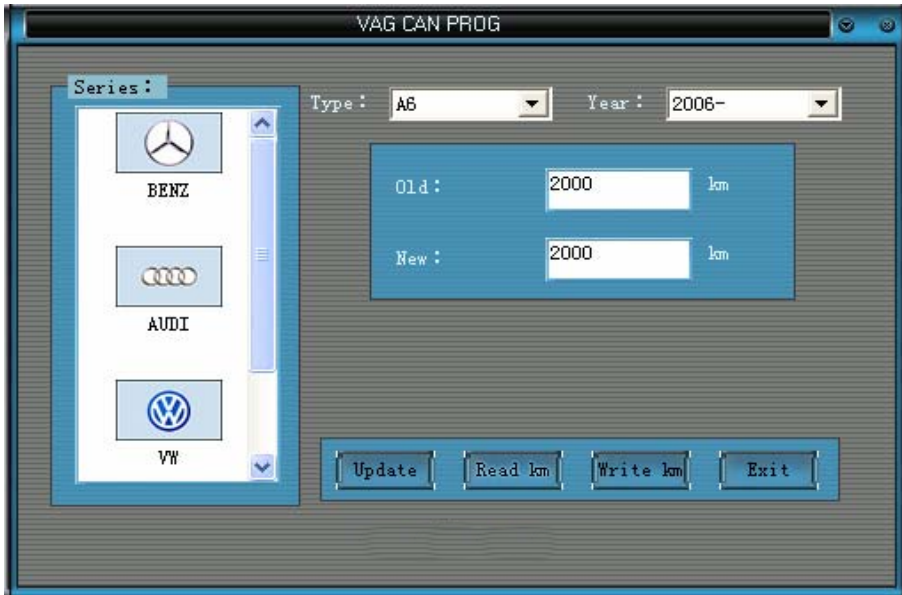 VAG CAN PROG
Series：
BENZ
AUDI
VW
Type： A6 Year： 2006-
Old： 2000 km
New： 2000 km
Update Read km Write km Exit